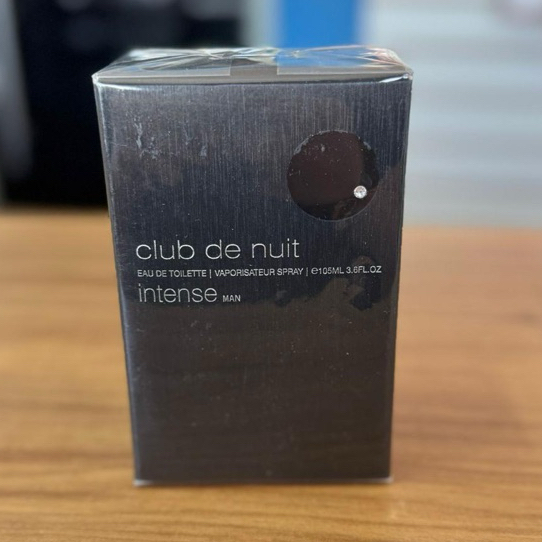 club de nuit
EAU DE TOILETTE | VAPORISATEUR SPRAY | ℮105ML 3.6FL.OZ
intense MAN